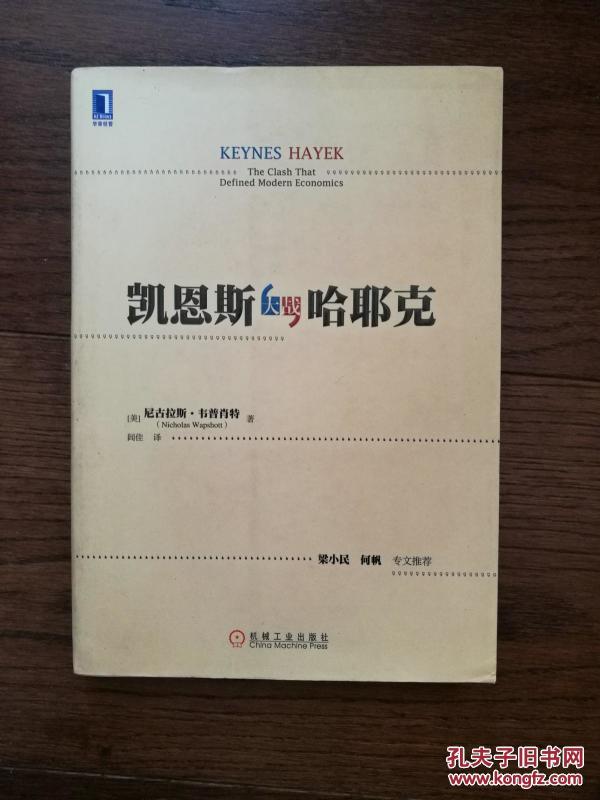 HZ BOOKS
华章经管
KEYNES HAYEK
The Clash That
Defined Modern Economics
凯恩斯大战哈耶克
[美] 尼古拉斯·韦普肖特 著
(Nicholas Wapshott)
闾佳 译
梁小民 何帆 专文推荐
机械工业出版社
China Machine Press
孔夫子旧书网
www.kongfz.com